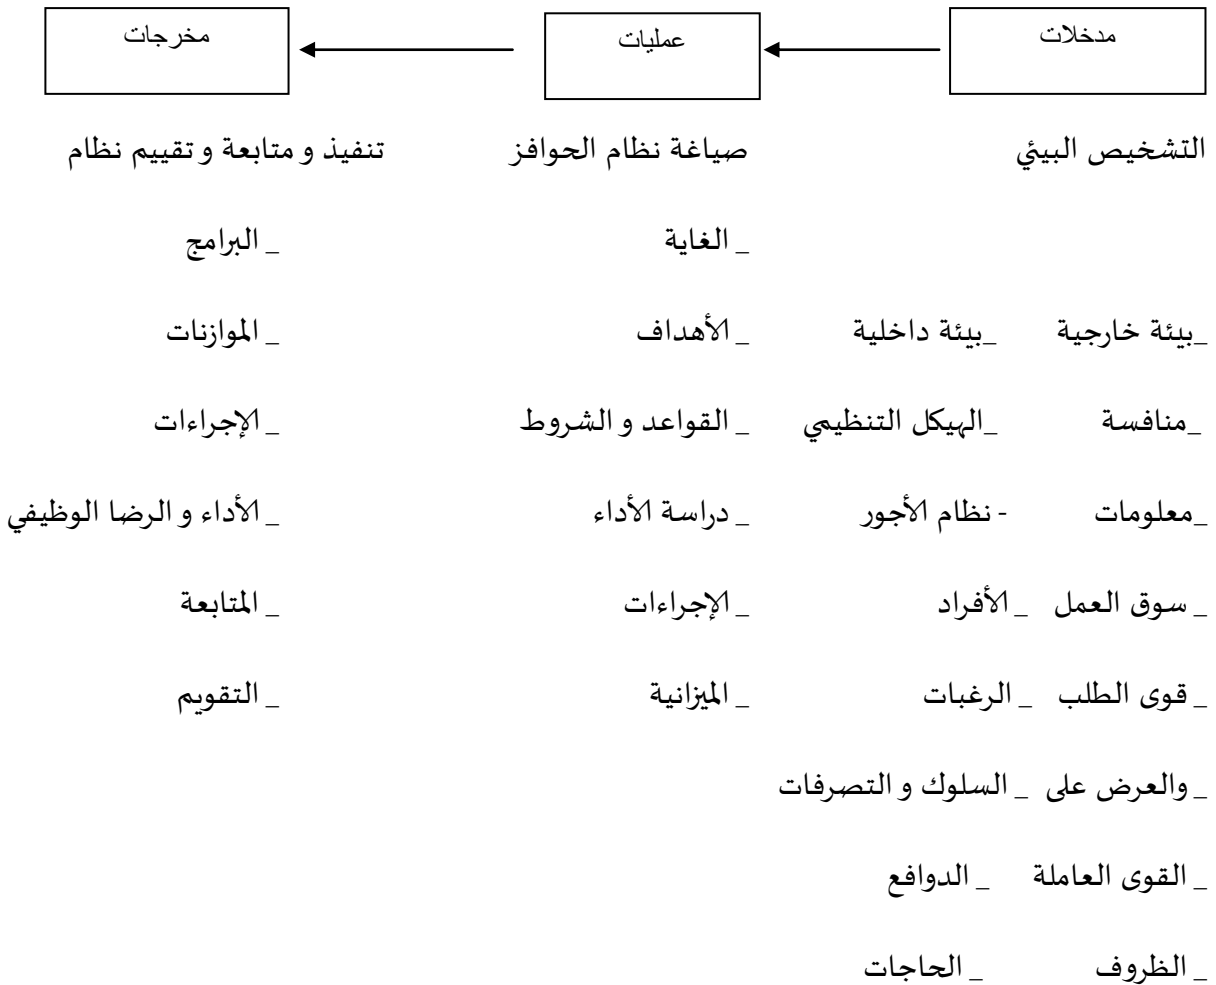 مدخلات عمليات مخرجات
التشخيص البيئي صياغة نظام الحوافز تنفيذ و متابعة و تقييم نظام
_ الغاية _ البرامج
_بيئة خارجية _بيئة داخلية _ الأهداف _ الموازنات
_منافسة _الهيكل التنظيمي _ القواعد و الشروط _ الإجراءات
_معلومات - نظام الأجور _ دراسة الأداء _ الأداء و الرضا الوظيفي
_ سوق العمل _ الأفراد _ الإجراءات _ المتابعة
_ قوى الطلب _ الرغبات _ الميزانية _ التقويم
_ والعرض على _ السلوك و التصرفات
_ القوى العاملة _ الدوافع
_ الظروف _ الحاجات